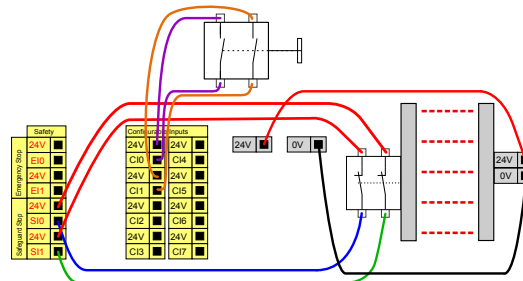 Safety
Emergency Stop
24V
EI0
24V
EI1
Safeguard Stop
24V
SI0
24V
SI1
Configurable Inputs
24V 24V
CI0 CI4
24V 24V
CI1 CI5
24V 24V
CI2 CI6
24V 24V
CI3 CI7
24V
0V
24V
0V